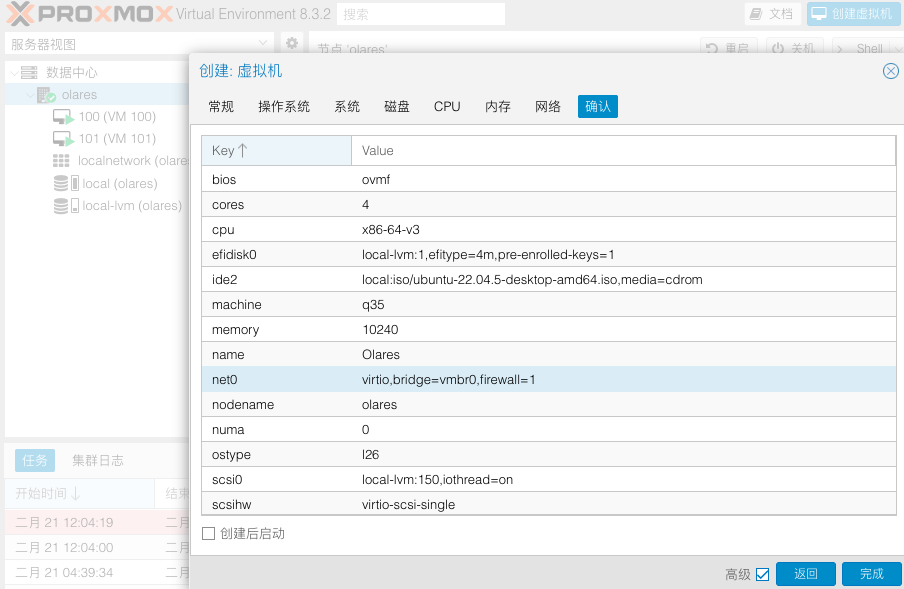 PROXMOX Virtual Environment 8.3.2 搜索 文档 创建虚拟机
服务器视图
节点 'olares' 重启 关机 Shell
数据中心
olares
100 (VM 100)
101 (VM 101)
localnetwork (olare
local (olares)
local-lvm (olares)
创建: 虚拟机
常规 操作系统 系统 磁盘 CPU 内存 网络 确认
Key Value
bios ovmf
cores 4
cpu x86-64-v3
efidisk0 local-lvm:1,efitype=4m,pre-enrolled-keys=1
ide2 local:iso/ubuntu-22.04.5-desktop-amd64.iso,media=cdrom
machine q35
memory 10240
name Olares
net0 virtio,bridge=vmbr0,firewall=1
nodename olares
numa 0
ostype l26
scsi0 local-lvm:150,iothread=on
scsihw virtio-scsi-single
创建后启动
高级 返回 完成
任务 集群日志
开始时间 结束
二月 21 12:04:19 二月
二月 21 12:04:00 二月
二月 21 04:39:34 二月